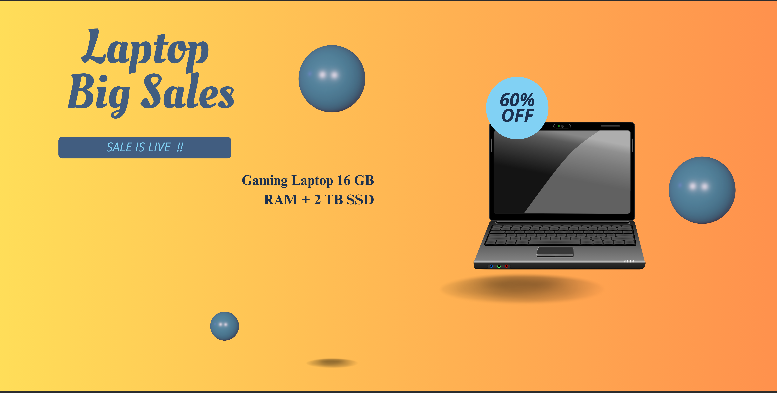 Laptop
Big Sales
SALE IS LIVE !!
Gaming Laptop 16 GB
RAM + 2 TB SSD
60%
OFF